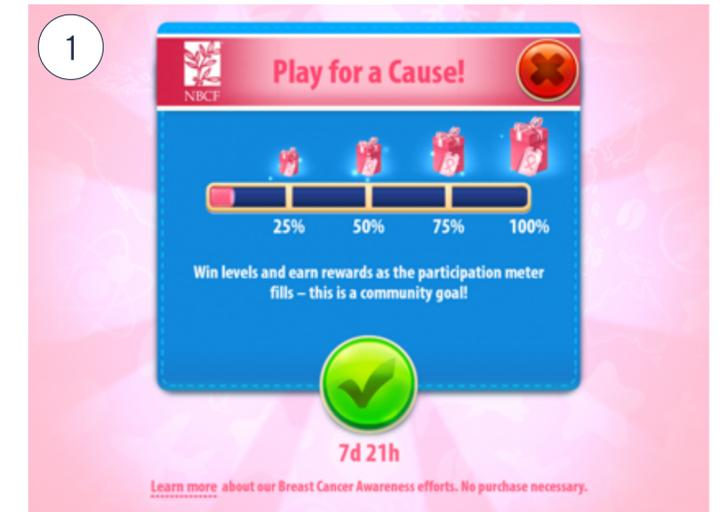 1
NBCF
Play for a Cause!
25% 50% 75% 100%
Win levels and earn rewards as the participation meter
fills – this is a community goal!
7d 21h
Learn more about our Breast Cancer Awareness efforts. No purchase necessary.